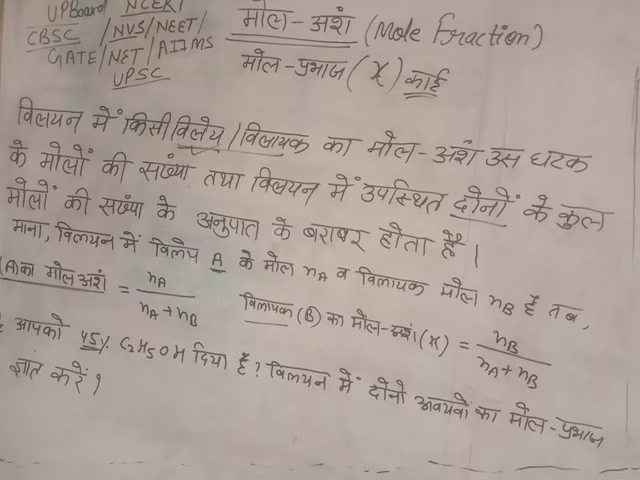 UPBoard NCERT
CBSC / NVS/NEET/
GATE/NET/AIIMS
UPSC
मोल-अंश (Mole Fraction)
मोल-प्रभाज (x) काई
विलयन में किसी विलेय/विलायक का मोल-अंश उस घटक
के मोलों की संख्या तथा विलयन में उपस्थित दोनों के कुल
मोलों की संख्या के अनुपात के बराबर होता है।
माना, विलयन में विलेय A के मोल nA व विलायक मोल nB है तब,
(A) का मोल अंश = nA / nA + nB
विलायक (B) का मोल-अंश (x) = nB / nA + nB
आपको 45% C2H5OH दिया है? विलयन में दोनो अवयवों का मोल-प्रभाज
ज्ञात करें।